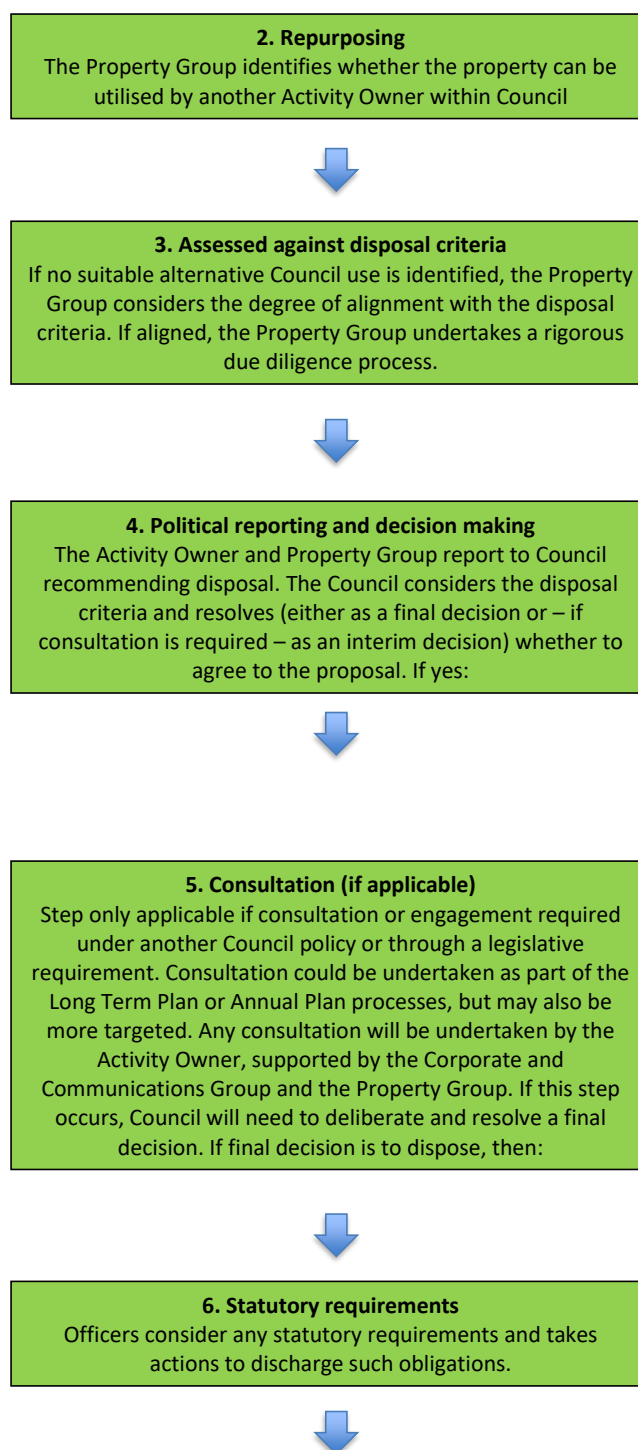 2. Repurposing
The Property Group identifies whether the property can be
utilised by another Activity Owner within Council
3. Assessed against disposal criteria
If no suitable alternative Council use is identified, the Property
Group considers the degree of alignment with the disposal
criteria. If aligned, the Property Group undertakes a rigorous
due diligence process.
4. Political reporting and decision making
The Activity Owner and Property Group report to Council
recommending disposal. The Council considers the disposal
criteria and resolves (either as a final decision or – if
consultation is required – as an interim decision) whether to
agree to the proposal. If yes:
5. Consultation (if applicable)
Step only applicable if consultation or engagement required
under another Council policy or through a legislative
requirement. Consultation could be undertaken as part of the
Long Term Plan or Annual Plan processes, but may also be
more targeted. Any consultation will be undertaken by the
Activity Owner, supported by the Corporate and
Communications Group and the Property Group. If this step
occurs, Council will need to deliberate and resolve a final
decision. If final decision is to dispose, then:
6. Statutory requirements
Officers consider any statutory requirements and takes
actions to discharge such obligations.